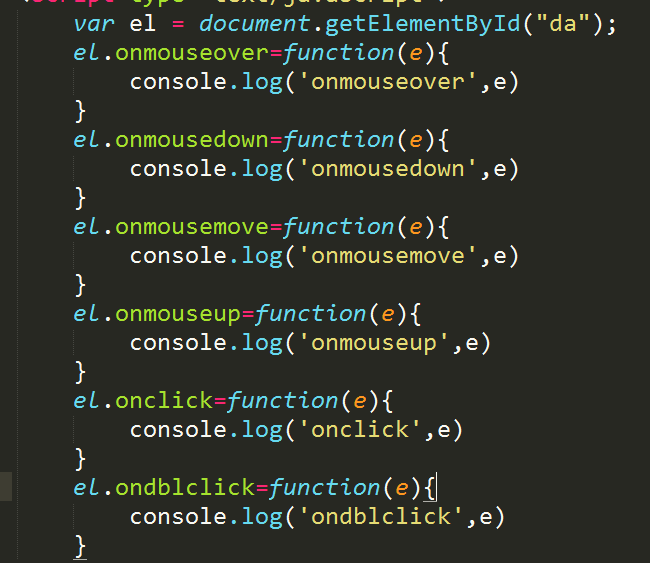 var el = document.getElementById("da");
el.onmouseover=function(e){
console.log('onmouseover',e)
}
el.onmousedown=function(e){
console.log('onmousedown',e)
}
el.onmousemove=function(e){
console.log('onmousemove',e)
}
el.onmouseup=function(e){
console.log('onmouseup',e)
}
el.onclick=function(e){
console.log('onclick',e)
}
el.ondblclick=function(e){
console.log('ondblclick',e)
}